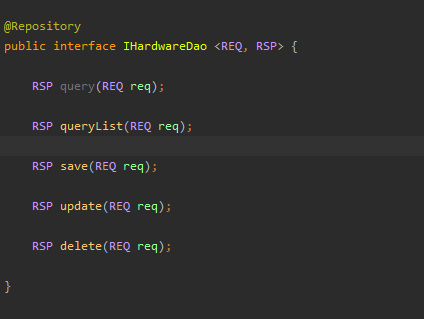 @Repository
public interface IHardwareDao <REQ, RSP> {
RSP query(REQ req);
RSP queryList(REQ req);
RSP save(REQ req);
RSP update(REQ req);
RSP delete(REQ req);
}